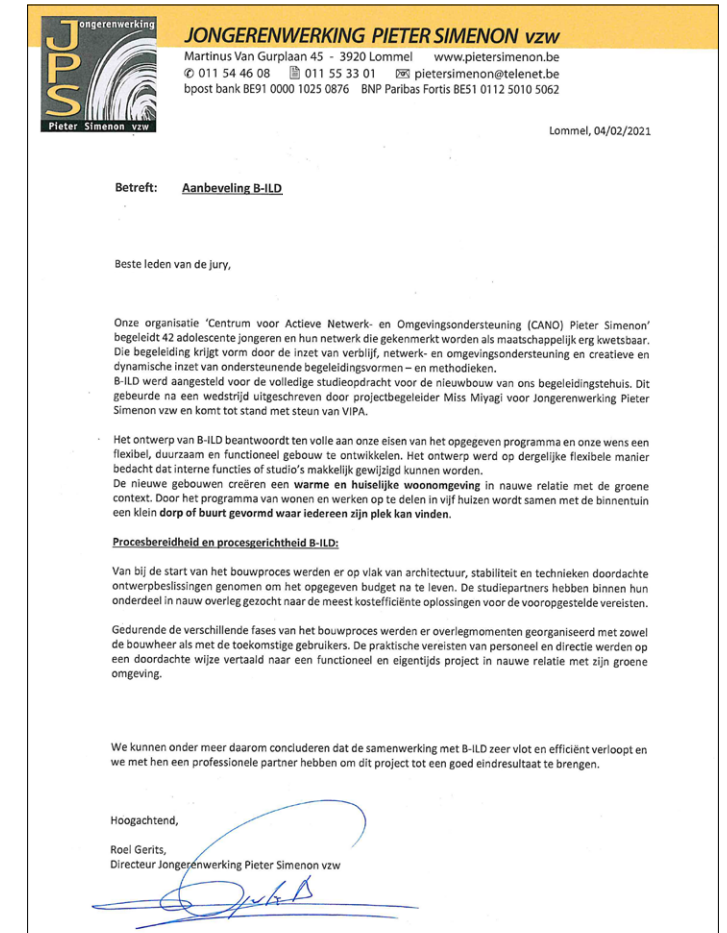 Jongerenwerking
JPS
Pieter Simenon vzw
JONGERENWERKING PIETER SIMENON vzw
Martinus Van Gurplaan 45 - 3920 Lommel www.pietersimenon.be
✆ 011 54 46 08 011 55 33 01 pietersimenon@telenet.be
bpost bank BE91 0000 1025 0876 BNP Paribas Fortis BE51 0112 5010 5062
Lommel, 04/02/2021
Betreft: Aanbeveling B-ILD
Beste leden van de jury,
Onze organisatie ‘Centrum voor Actieve Netwerk- en Omgevingsondersteuning (CANO) Pieter Simenon’
begeleidt 42 adolescente jongeren en hun netwerk die gekenmerkt worden als maatschappelijk erg kwetsbaar.
Die begeleiding krijgt vorm door de inzet van verblijf, netwerk- en omgevingsondersteuning en creatieve en
dynamische inzet van ondersteunende begeleidingsvormen – en methodieken.
B-ILD werd aangesteld voor de volledige studieopdracht voor de nieuwbouw van ons begeleidingstehuis. Dit
gebeurde na een wedstrijd uitgeschreven door projectbegeleider Miss Miyagi voor Jongerenwerking Pieter
Simenon vzw en komt tot stand met steun van VIPA.
Het ontwerp van B-ILD beantwoordt ten volle aan onze eisen van het opgegeven programma en onze wens een
flexibel, duurzaam en functioneel gebouw te ontwikkelen. Het ontwerp werd op dergelijke flexibele manier
bedacht dat interne functies of studio’s makkelijk gewijzigd kunnen worden.
De nieuwe gebouwen creëren een warme en huiselijke woonomgeving in nauwe relatie met de groene
context. Door het programma van wonen en werken op te delen in vijf huizen wordt samen met de binnentuin
een klein dorp of buurt gevormd waar iedereen zijn plek kan vinden.
Procesbereidheid en procesgerichtheid B-ILD:
Van bij de start van het bouwproces werden er op vlak van architectuur, stabiliteit en technieken doordachte
ontwerpbeslissingen genomen om het opgegeven budget na te leven. De studiepartners hebben binnen hun
onderdeel in nauw overleg gezocht naar de meest kostefficiënte oplossingen voor de vooropgestelde vereisten.
Gedurende de verschillende fases van het bouwproces werden er overlegmomenten georganiseerd met zowel
de bouwheer als met de toekomstige gebruikers. De praktische vereisten van personeel en directie werden op
een doordachte wijze vertaald naar een functioneel en eigentijds project in nauwe relatie met zijn groene
omgeving.
We kunnen onder meer daarom concluderen dat de samenwerking met B-ILD zeer vlot en efficiënt verloopt en
we met hen een professionele partner hebben om dit project tot een goed eindresultaat te brengen.
Hoogachtend,
Roel Gerits,
Directeur Jongerenwerking Pieter Simenon vzw